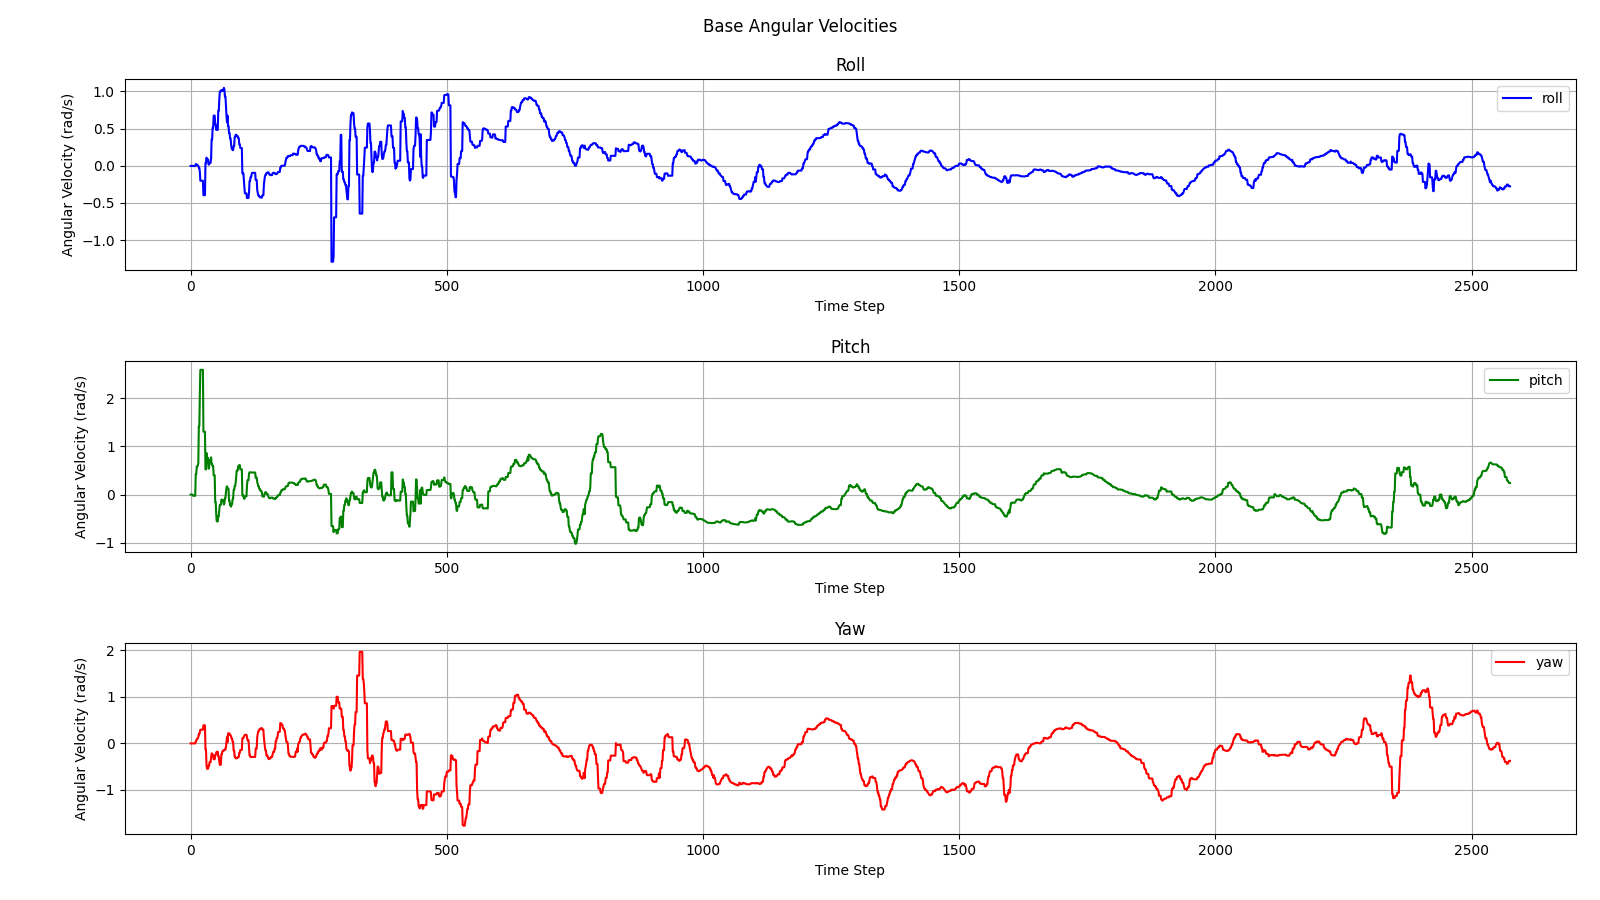 Base Angular Velocities
Roll
Angular Velocity (rad/s)
1.0
0.5
0.0
−0.5
−1.0
roll
0 500 1000 1500 2000 2500
Time Step
Pitch
Angular Velocity (rad/s)
2
1
0
−1
pitch
0 500 1000 1500 2000 2500
Time Step
Yaw
Angular Velocity (rad/s)
2
1
0
−1
yaw
0 500 1000 1500 2000 2500
Time Step